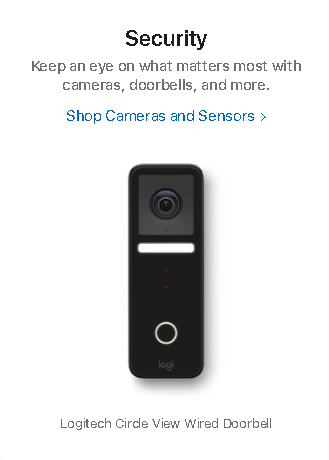 Security
Keep an eye on what matters most with
cameras, doorbells, and more.
Shop Cameras and Sensors >
logi
Logitech Circle View Wired Doorbell